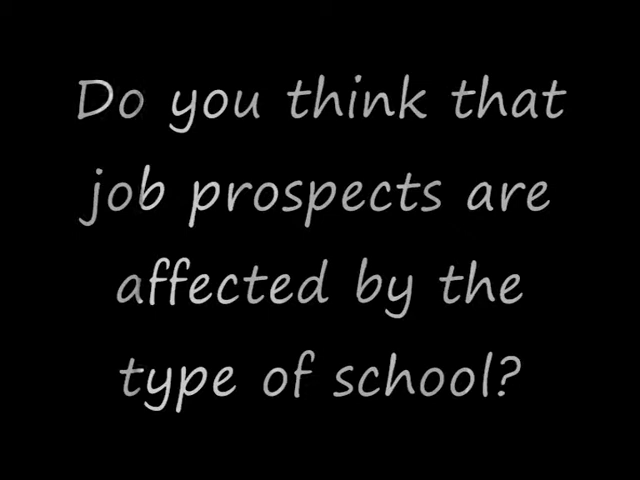 Do you think that
job prospects are
affected by the
type of school?